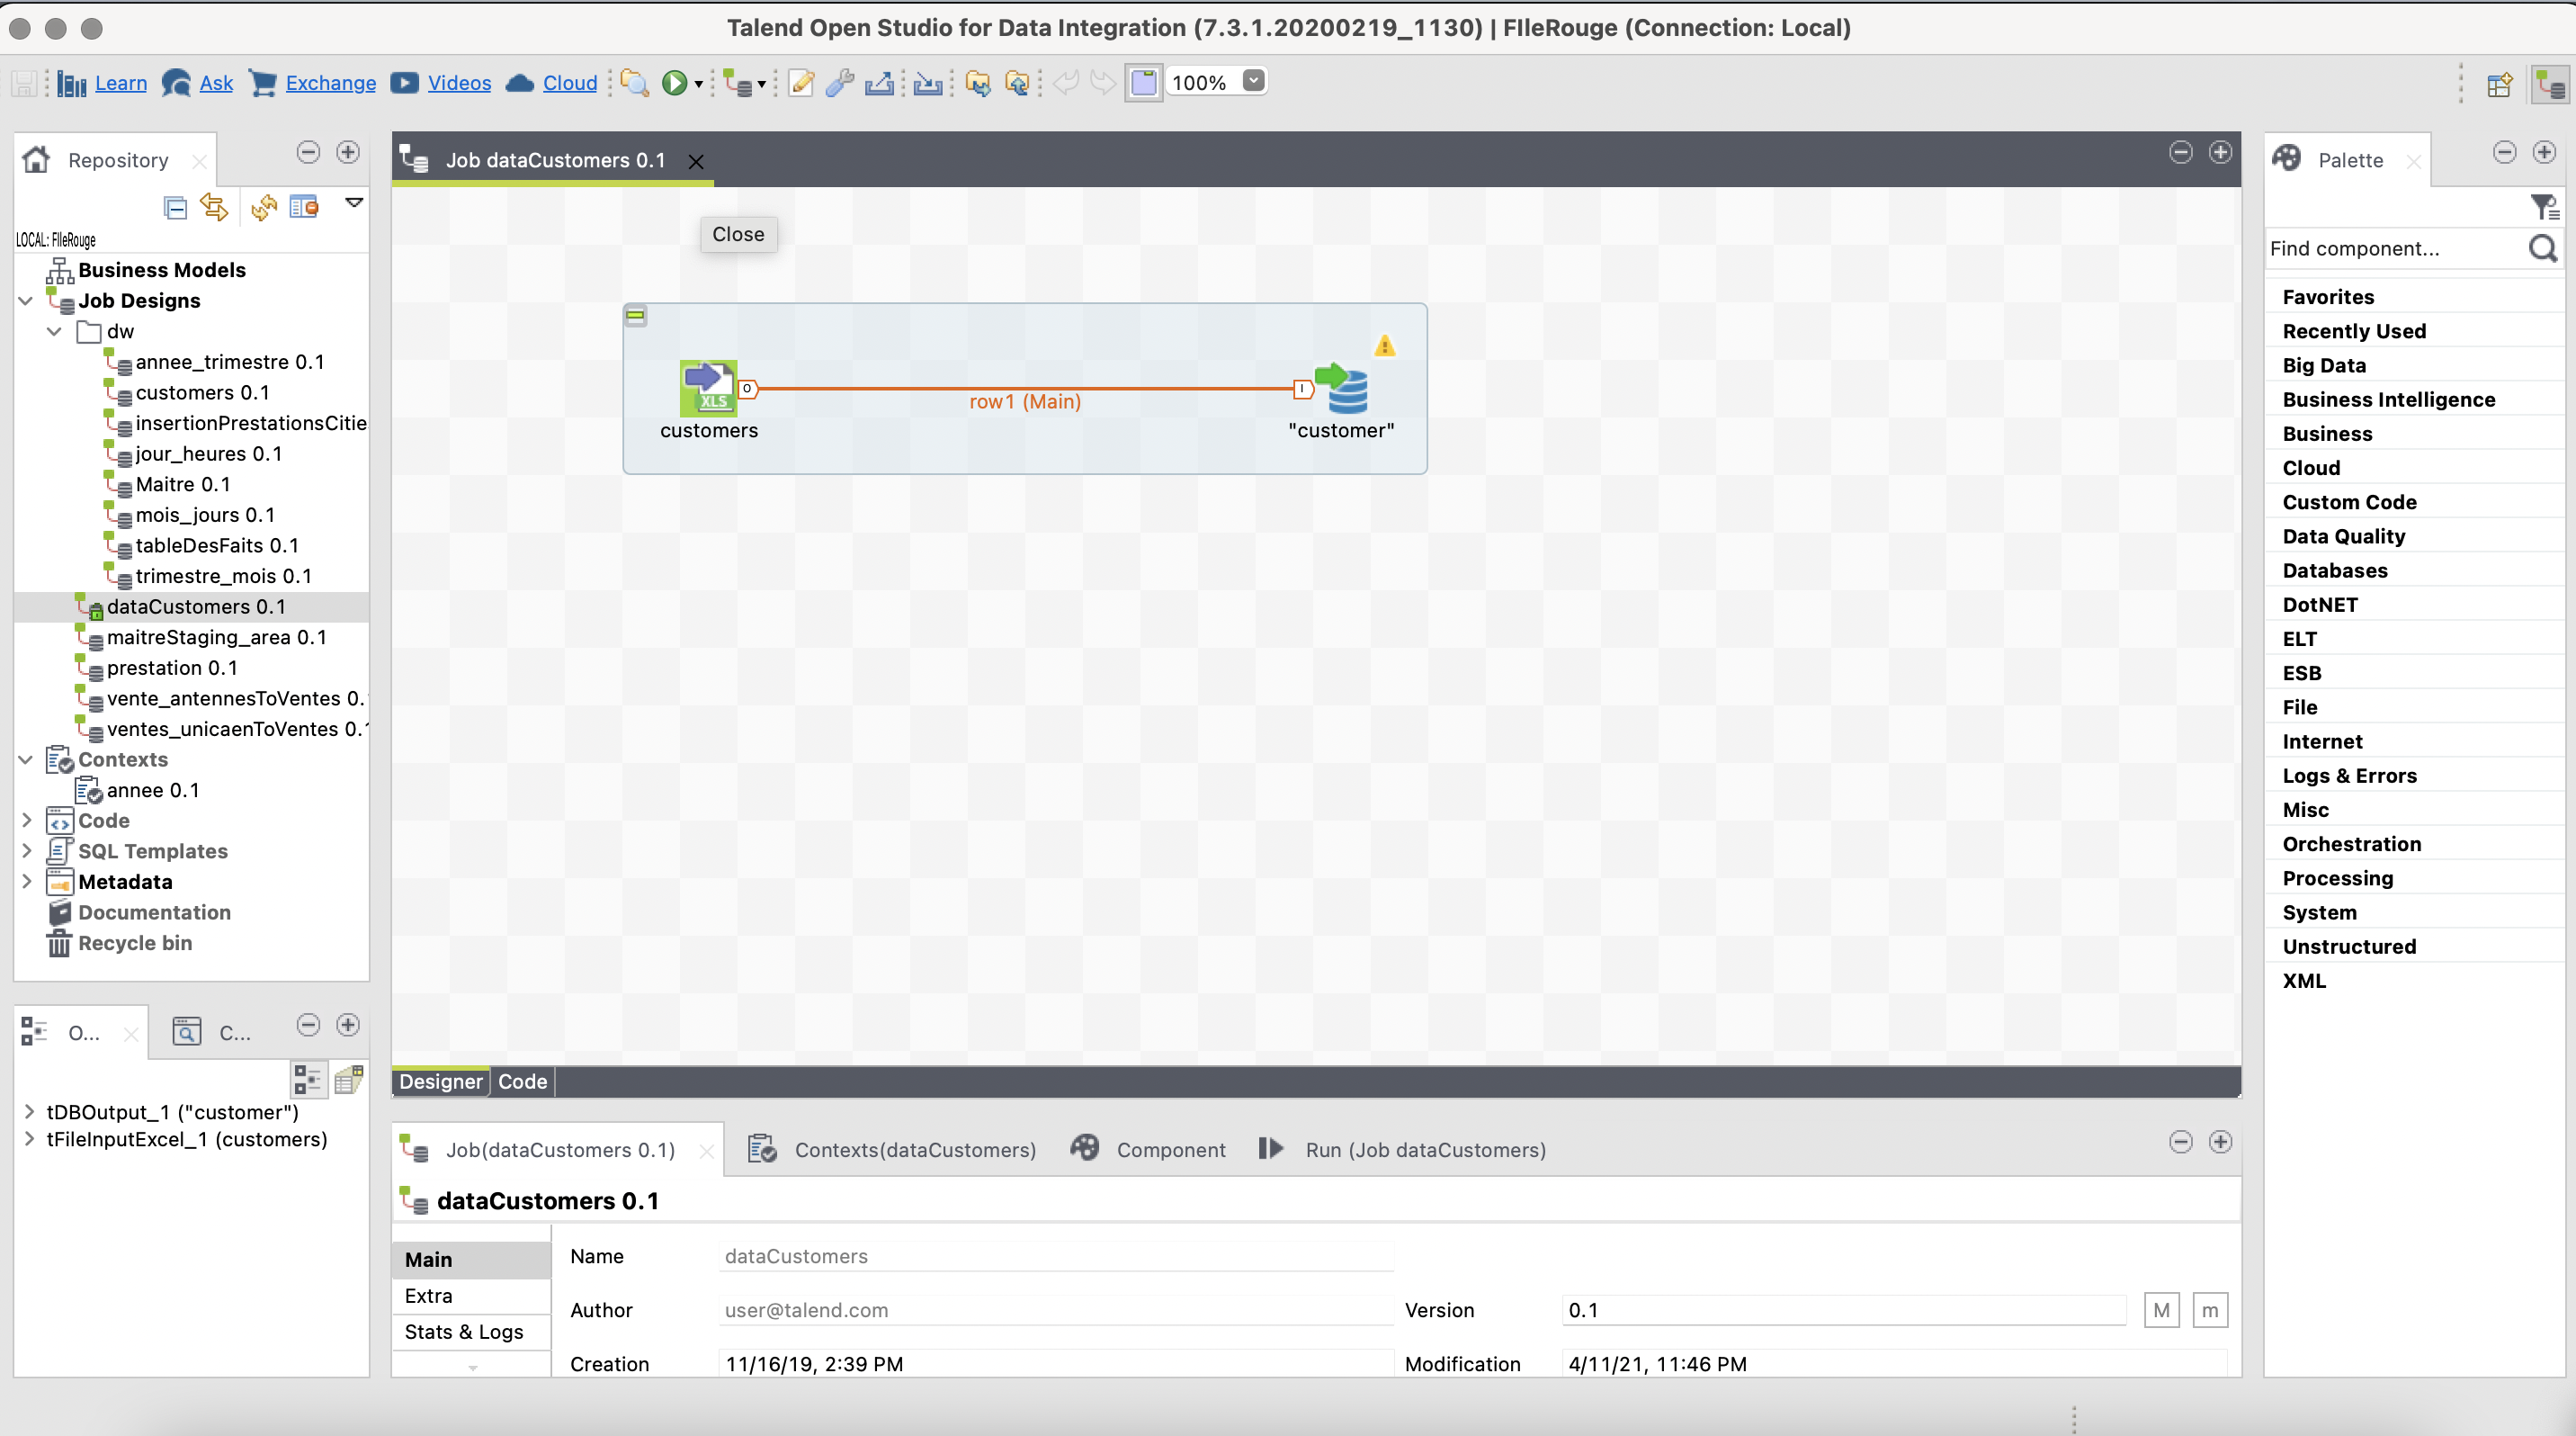 Talend Open Studio for Data Integration (7.3.1.20200219_1130) | FIleRouge (Connection: Local)
Learn Ask Exchange Videos Cloud 100%
Repository
LOCAL: FIleRouge
Business Models
Job Designs
dw
annee_trimestre 0.1
customers 0.1
insertionPrestationsCitie
jour_heures 0.1
Maitre 0.1
mois_jours 0.1
tableDesFaits 0.1
trimestre_mois 0.1
dataCustomers 0.1
maitreStaging_area 0.1
prestation 0.1
vente_antennesToVentes 0.
ventes_unicaenToVentes 0.1
Contexts
annee 0.1
Code
SQL Templates
Metadata
Documentation
Recycle bin
O... C...
tDBOutput_1 ("customer")
tFileInputExcel_1 (customers)
Job dataCustomers 0.1
Close
XLS
O
I
row1 (Main)
customers
"customer"
Designer Code
Job(dataCustomers 0.1) Contexts(dataCustomers) Component Run (Job dataCustomers)
dataCustomers 0.1
Main
Extra
Stats & Logs
Name dataCustomers
Author user@talend.com Version 0.1 M m
Creation 11/16/19, 2:39 PM Modification 4/11/21, 11:46 PM
Palette
Find component...
Favorites
Recently Used
Big Data
Business Intelligence
Business
Cloud
Custom Code
Data Quality
Databases
DotNET
ELT
ESB
File
Internet
Logs & Errors
Misc
Orchestration
Processing
System
Unstructured
XML